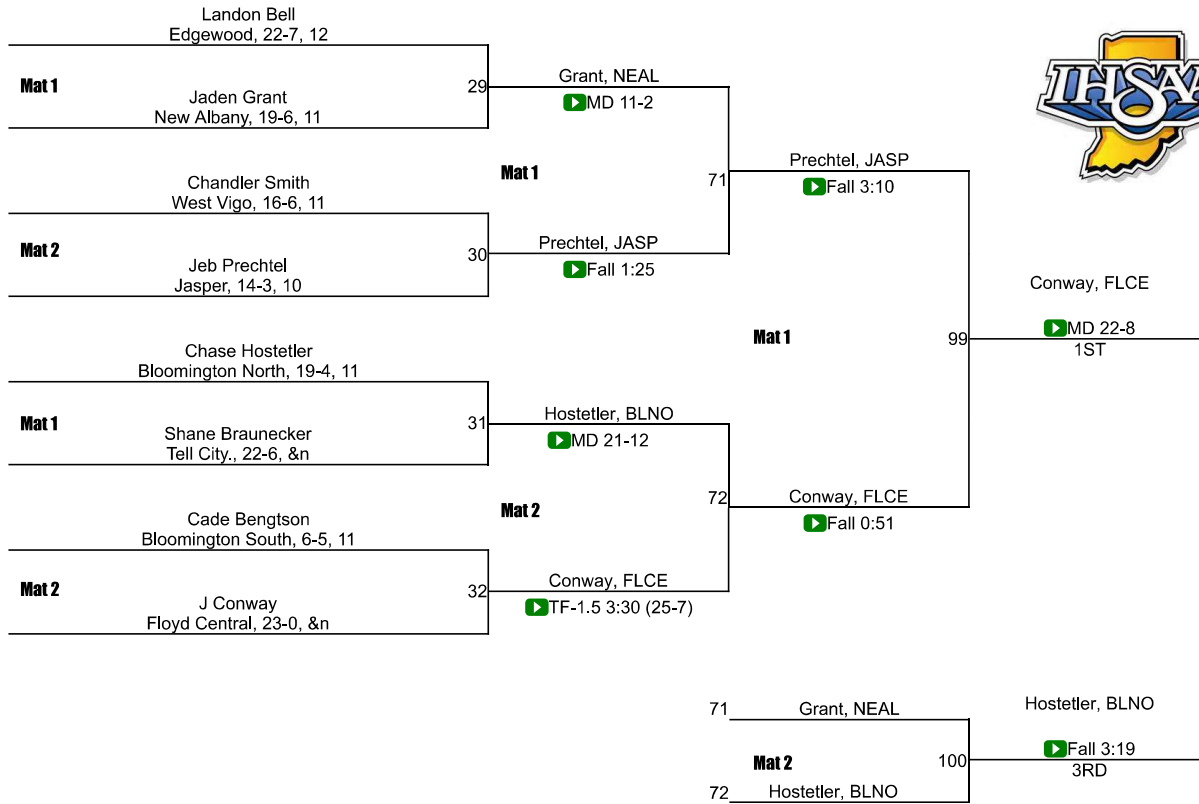 Landon Bell
Edgewood, 22-7, 12
Mat 1
Jaden Grant
New Albany, 19-6, 11
29
Grant, NEAL
MD 11-2
Chandler Smith
West Vigo, 16-6, 11
Mat 2
Jeb Prechtel
Jasper, 14-3, 10
30
Prechtel, JASP
Fall 1:25
Mat 1
71
Prechtel, JASP
Fall 3:10
Chase Hostetler
Bloomington North, 19-4, 11
Mat 1
Shane Braunecker
Tell City., 22-6, &n
31
Hostetler, BLNO
MD 21-12
Cade Bengtson
Bloomington South, 6-5, 11
Mat 2
J Conway
Floyd Central, 23-0, &n
32
Conway, FLCE
TF-1.5 3:30 (25-7)
Mat 2
72
Conway, FLCE
Fall 0:51
Mat 1
99
Conway, FLCE
MD 22-8
1ST
IHSAA
71
Grant, NEAL
Mat 2
72
Hostetler, BLNO
100
Hostetler, BLNO
Fall 3:19
3RD